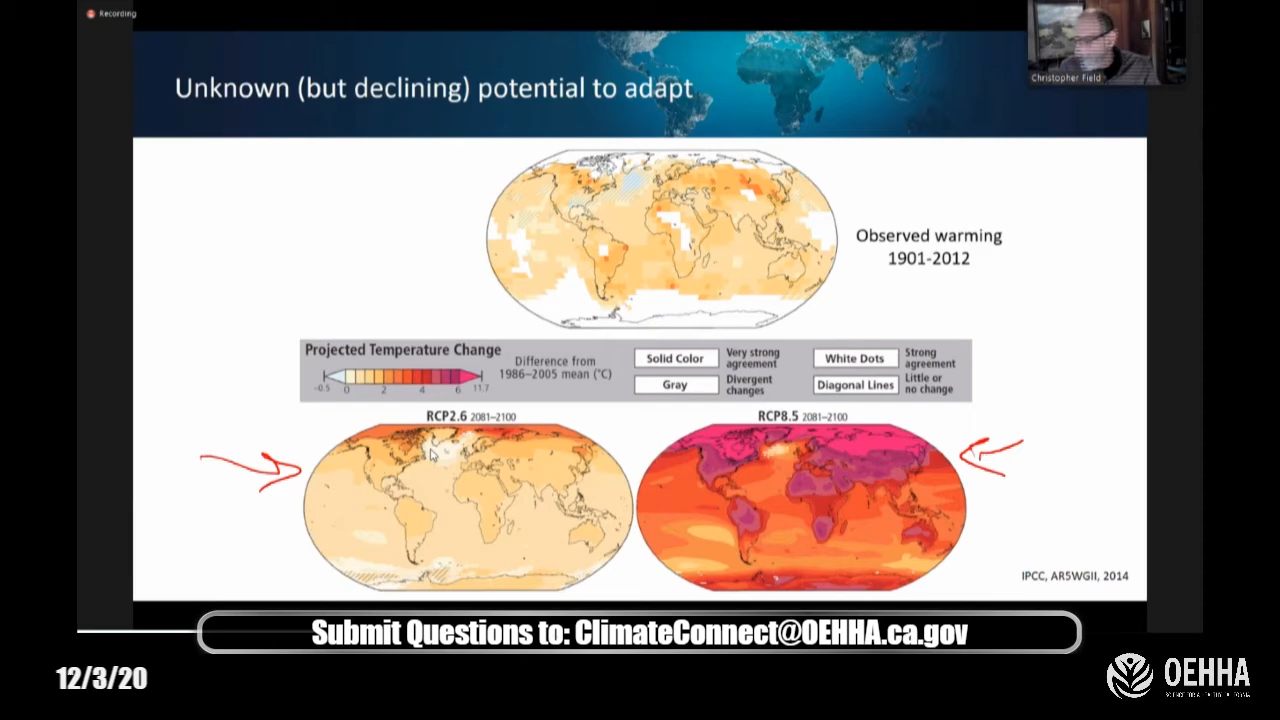 Recording
Christopher Field
Unknown (but declining) potential to adapt
Observed warming
1901-2012
Projected Temperature Change
Difference from
1986–2005 mean (°C)
-0.5 0 2 4 6 11.7
Solid Color
Very strong
agreement
White Dots
Strong
agreement
Gray
Divergent
changes
Diagonal Lines
Little or
no change
RCP2.6 2081–2100
RCP8.5 2081–2100
IPCC, AR5WGII, 2014
Submit Questions to: ClimateConnect@OEHHA.ca.gov
12/3/20
OEHHA